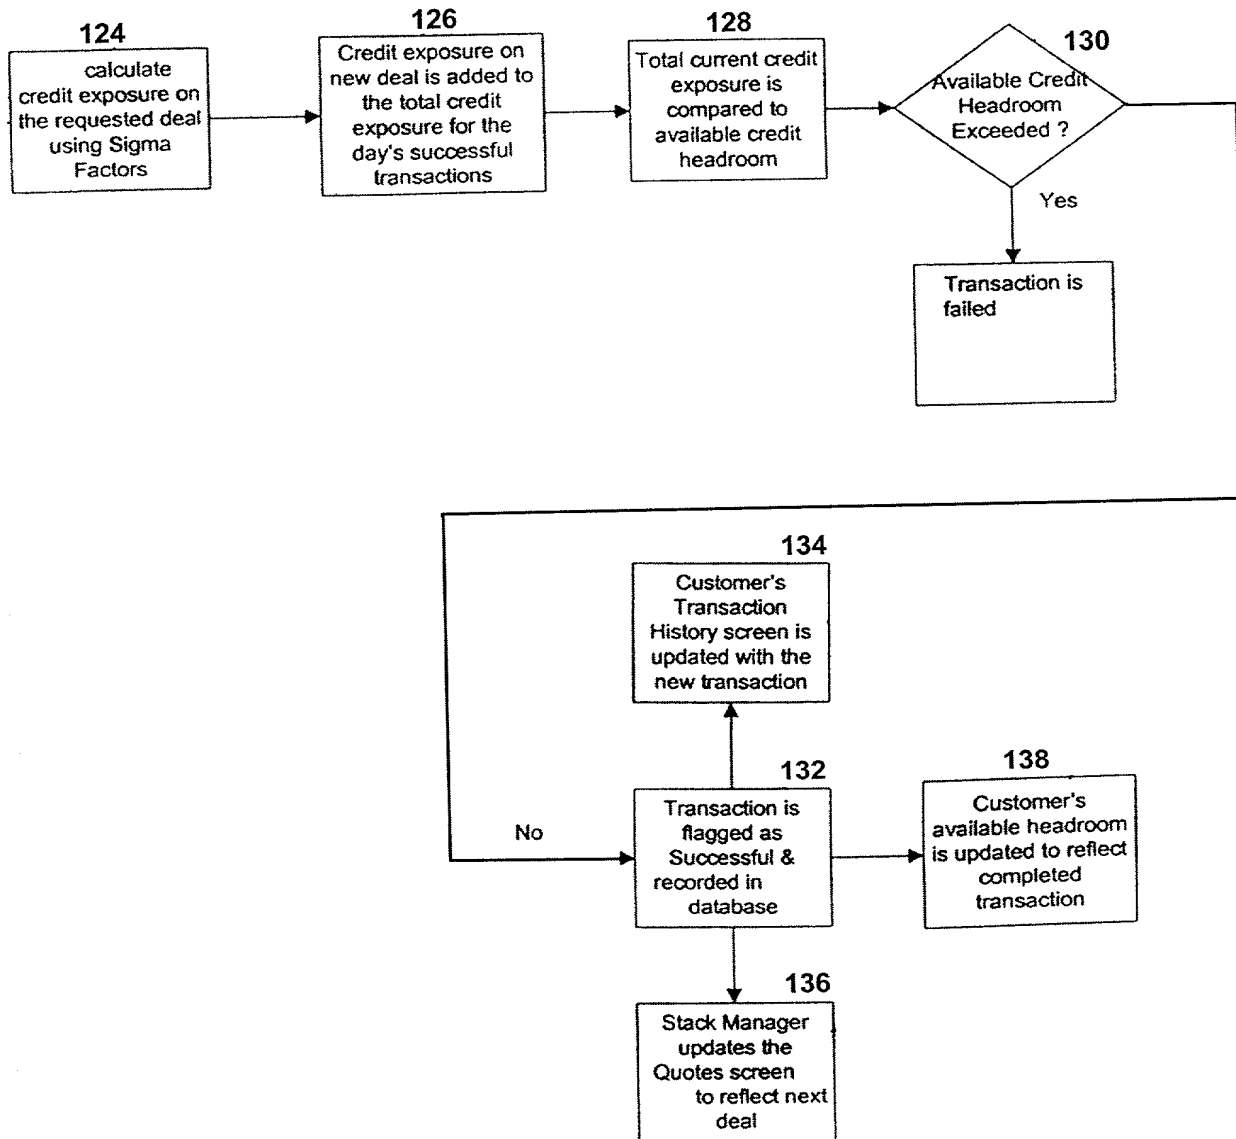 124
calculate
credit exposure on
the requested deal
using Sigma
Factors
126
Credit exposure on
new deal is added to
the total credit
exposure for the
day's successful
transactions
128
Total current credit
exposure is
compared to
available credit
headroom
130
Available Credit
Headroom
Exceeded ?
Yes
Transaction is
failed
134
Customer's
Transaction
History screen is
updated with the
new transaction
No
132
Transaction is
flagged as
Successful &
recorded in
database
138
Customer's
available headroom
is updated to reflect
completed
transaction
136
Stack Manager
updates the
Quotes screen
to reflect next
deal